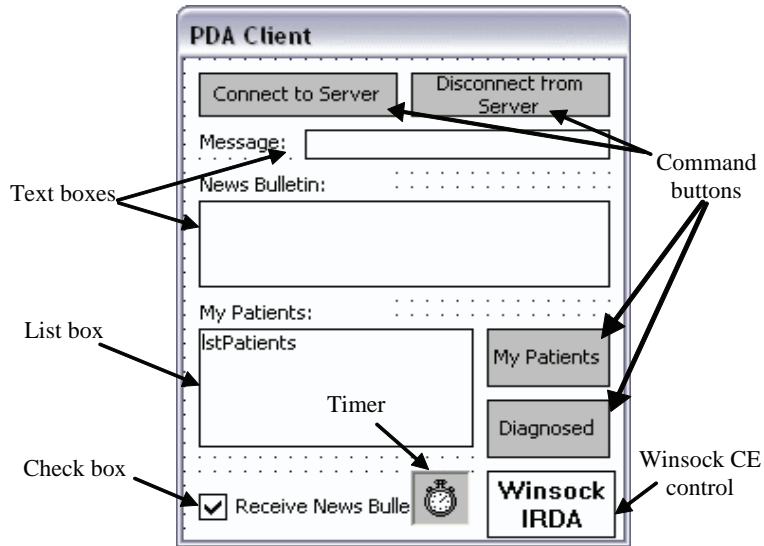 PDA Client
Connect to Server
Disconnect from
Server
Message:
Command
buttons
Text boxes
News Bulletin:
My Patients:
List box
lstPatients
My Patients
Timer
Diagnosed
Check box
Receive News Bulle
Winsock
IRDA
Winsock CE
control